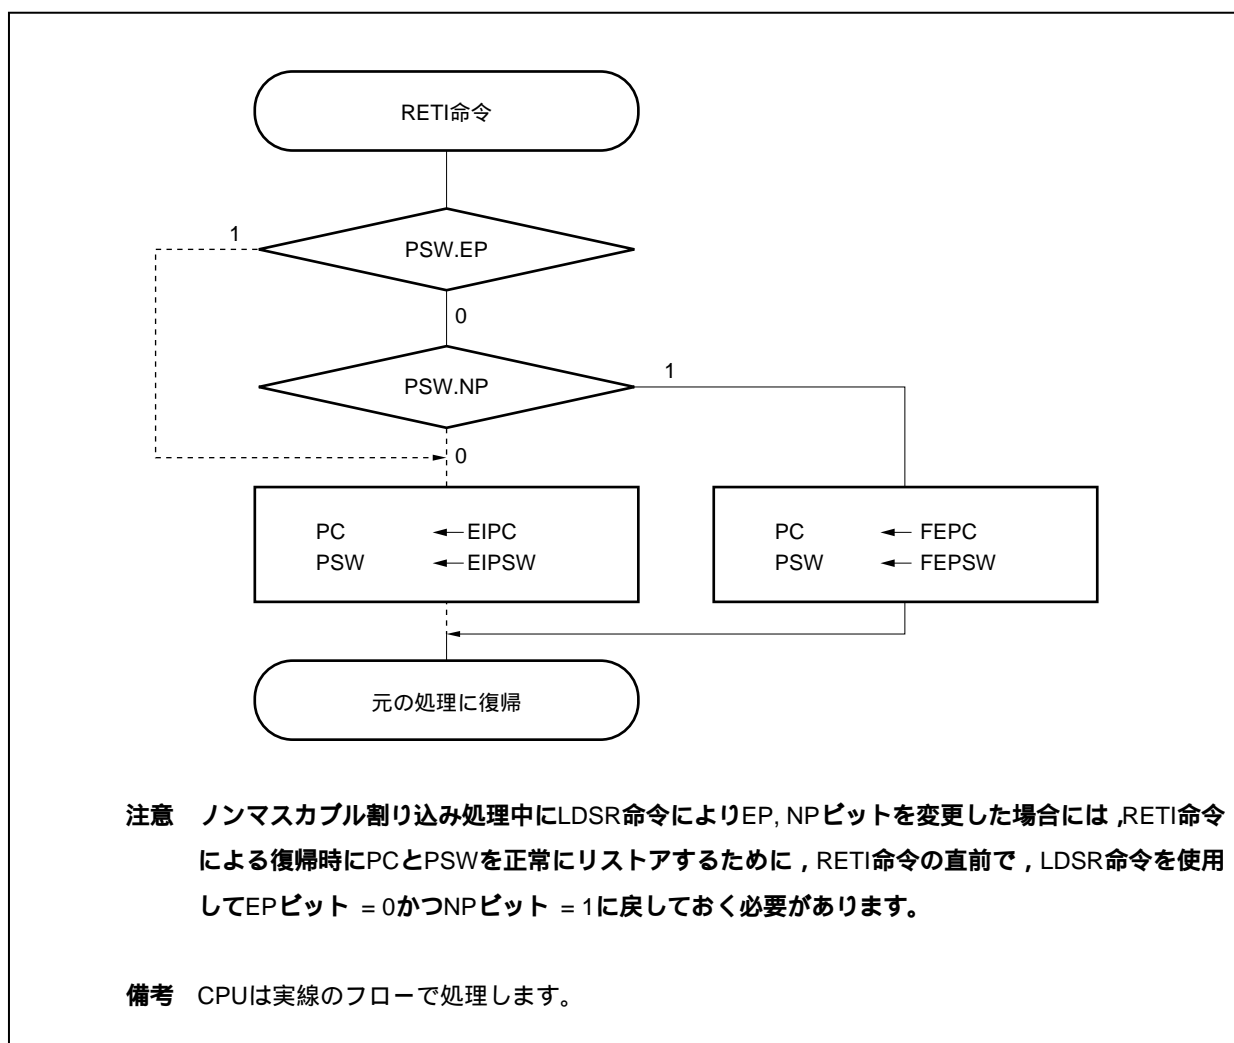 RETI命令
1
PSW.EP
0
PSW.NP
1
0
PC ← EIPC
PSW ← EIPSW
PC ← FEPC
PSW ← FEPSW
元の処理に復帰
注意 ノンマスカブル割り込み処理中にLDSR命令によりEP, NPビットを変更した場合には，RETI命令
による復帰時にPCとPSWを正常にリストアするために，RETI命令の直前で，LDSR命令を使用
してEPビット = 0かつNPビット = 1に戻しておく必要があります。
備考 CPUは実線のフローで処理します。